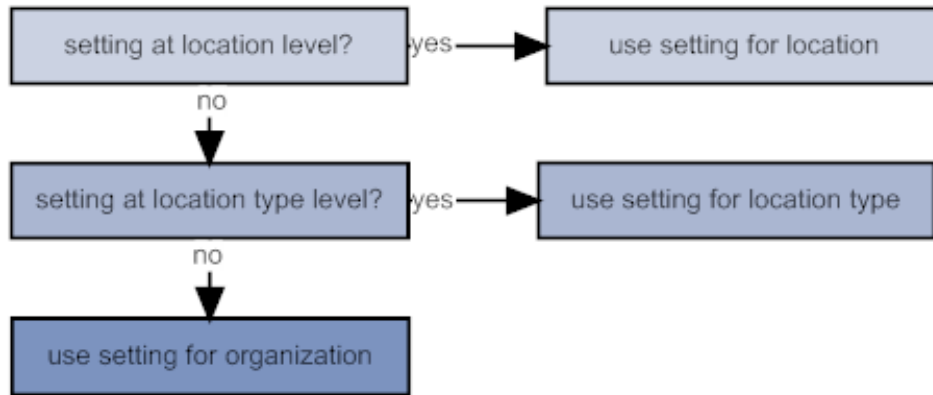 setting at location level?
yes
use setting for location
no
setting at location type level?
yes
use setting for location type
no
use setting for organization